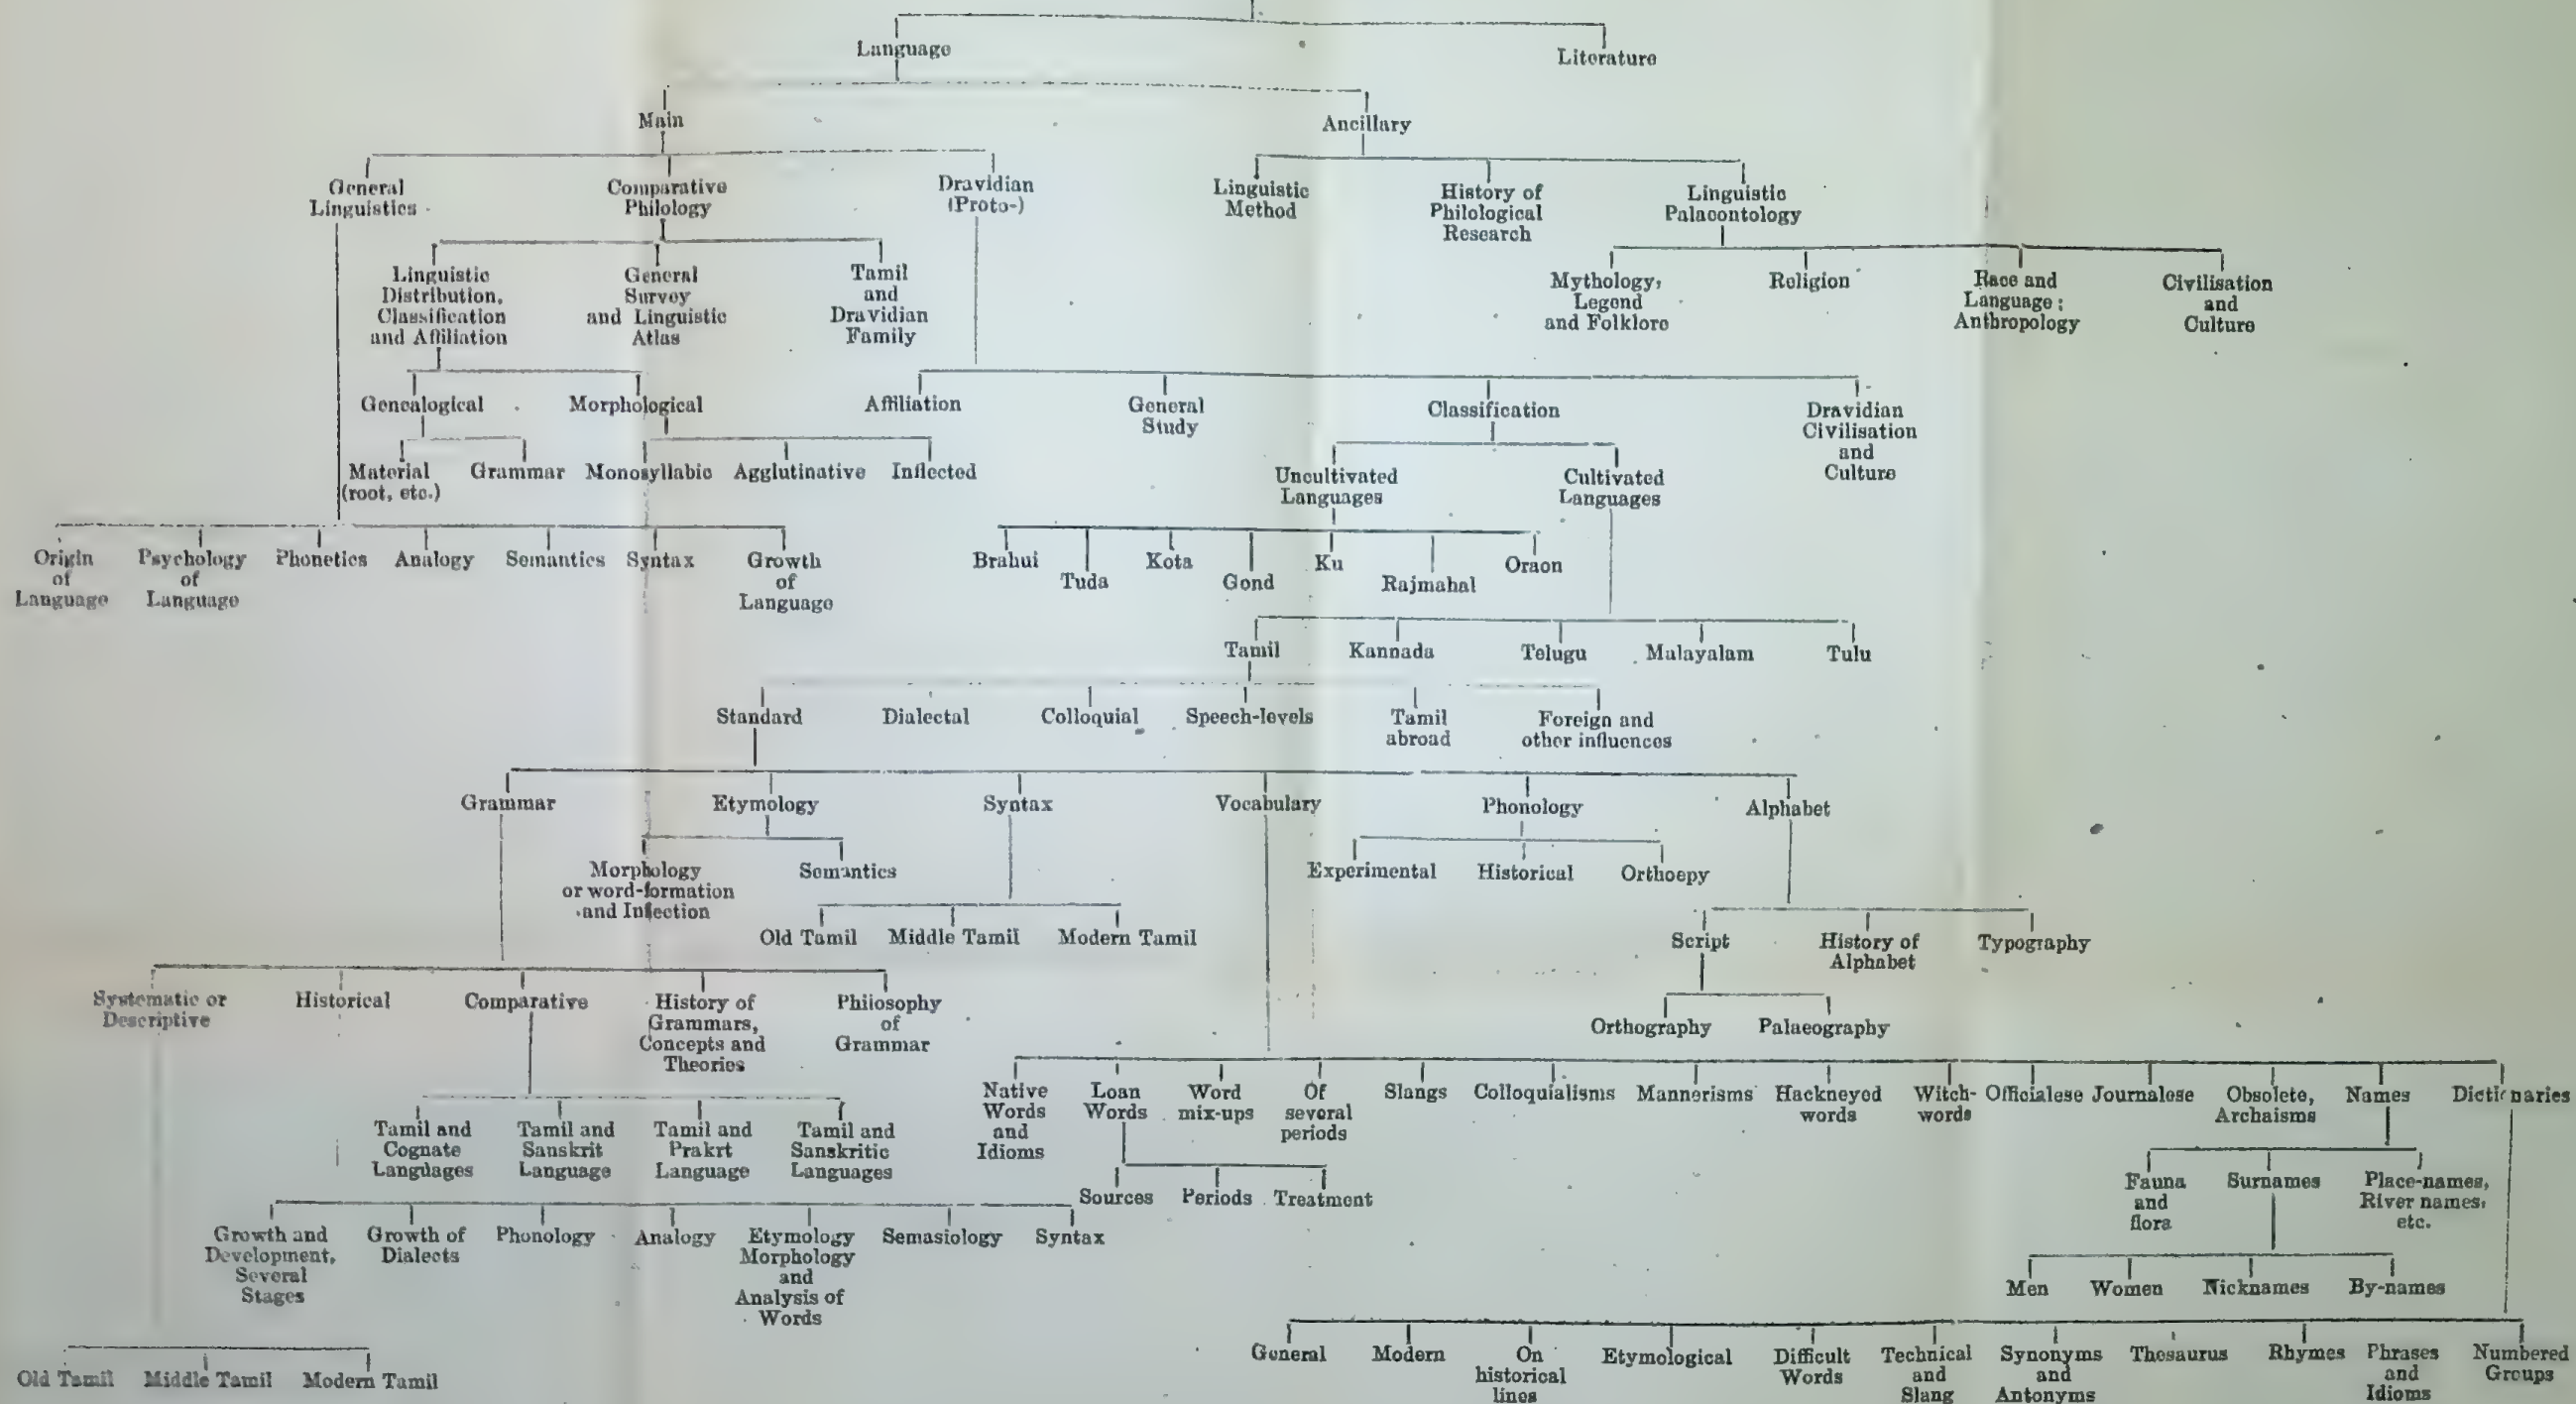 Language
Literature
Main
Ancillary
General
Linguistics
Comparative
Philology
Dravidian
(Proto-)
Linguistic
Method
History of
Philological
Research
Linguistic
Palaeontology
Linguistic
Distribution,
Classification
and Affiliation
General
Survey
and Linguistic
Atlas
Tamil
and
Dravidian
Family
Mythology,
Legend
and Folklore
Religion
Race and
Language;
Anthropology
Civilisation
and
Culture
Genealogical
Morphological
Affiliation
General
Study
Classification
Dravidian
Civilisation
and
Culture
Material
(root, etc.)
Grammar
Monosyllabic
Agglutinative
Inflected
Uncultivated
Languages
Cultivated
Languages
Origin
of
Language
Psychology
of
Language
Phonetics
Analogy
Semantics
Syntax
Growth
of
Language
Brahui
Tuda
Kota
Gond
Ku
Rajmahal
Oraon
Tamil
Kannada
Telugu
Malayalam
Tulu
Standard
Dialectal
Colloquial
Speech-levels
Tamil
abroad
Foreign and
other influences
Grammar
Etymology
Syntax
Vocabulary
Phonology
Alphabet
Morphology
or word-formation
and Inflection
Semantics
Experimental
Historical
Orthoepy
Old Tamil
Middle Tamil
Modern Tamil
Script
History of
Alphabet
Typography
Systematic or
Descriptive
Historical
Comparative
History of
Grammars,
Concepts and
Theories
Philosophy
of
Grammar
Orthography
Palaeography
Native
Words
and
Idioms
Loan
Words
Word
mix-ups
Of
several
periods
Slangs
Colloquialisms
Mannerisms
Hackneyed
words
Witch-
words
Officialese
Journalese
Obsolete,
Archaisms
Names
Dictionaries
Tamil and
Cognate
Languages
Tamil and
Sanskrit
Language
Tamil and
Prakrt
Language
Tamil and
Sanskritic
Languages
Sources
Periods
Treatment
Fauna
and
flora
Surnames
Place-names,
River names,
etc.
Growth and
Development,
Several
Stages
Growth of
Dialects
Phonology
Analogy
Etymology
Morphology
and
Analysis of
Words
Semasiology
Syntax
Men
Women
Nicknames
By-names
Old Tamil
Middle Tamil
Modern Tamil
General
Modern
On
historical
lines
Etymological
Difficult
Words
Technical
and
Slang
Synonyms
and
Antonyms
Thesaurus
Rhymes
Phrases
and
Idioms
Numbered
Groups